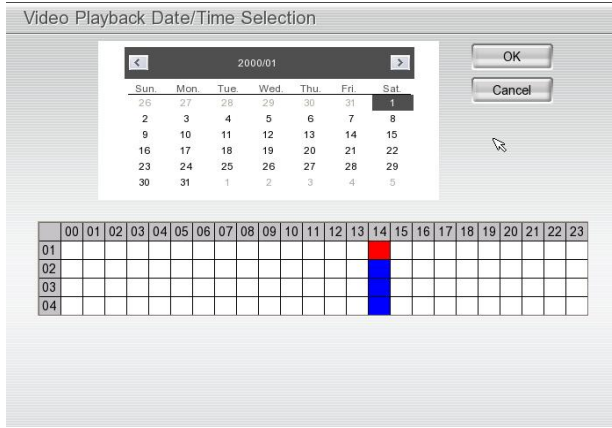 Video Playback Date/Time Selection
< 2000/01 >
OK
Cancel
Sun. Mon. Tue. Wed. Thu. Fri. Sat.
26 27 28 29 30 31 1
2 3 4 5 6 7 8
9 10 11 12 13 14 15
16 17 18 19 20 21 22
23 24 25 26 27 28 29
30 31 1 2 3 4 5
00 01 02 03 04 05 06 07 08 09 10 11 12 13 14 15 16 17 18 19 20 21 22 23
01
02
03
04